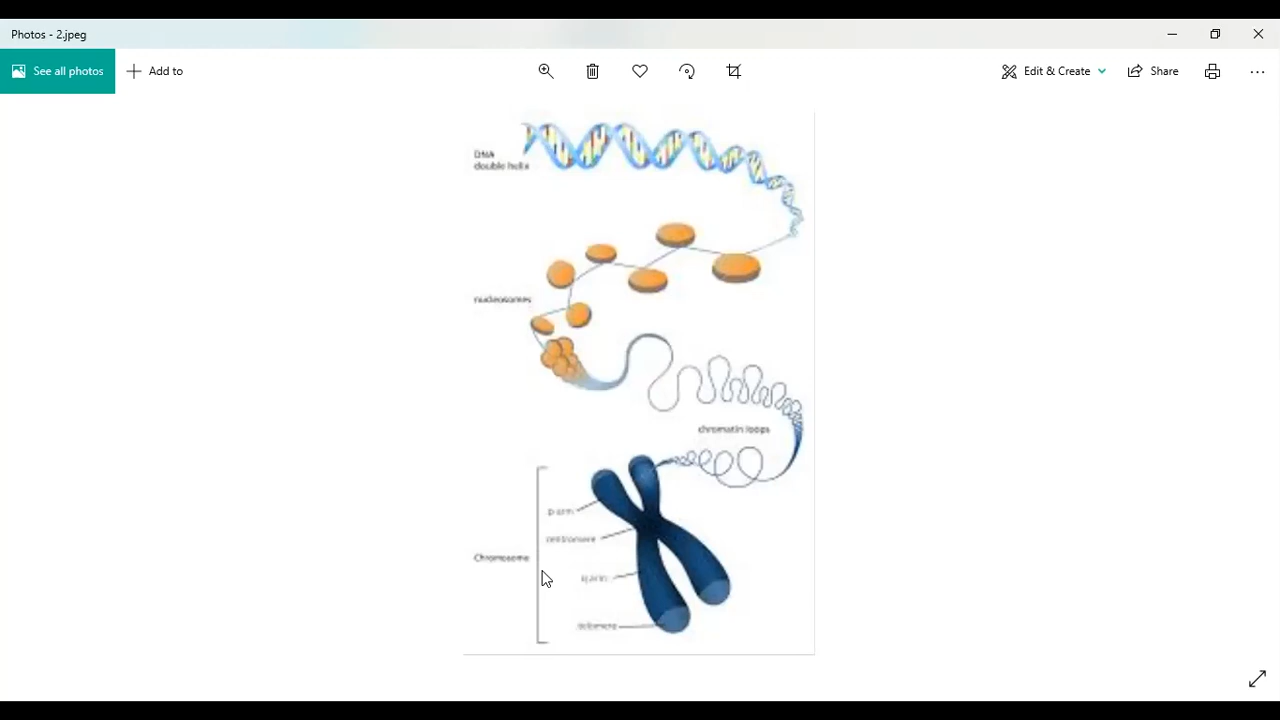 Photos - 2.jpeg
See all photos
Add to
Edit & Create
Share
DNA
double helix
nucleosomes
chromatin loops
p arm
centromere
Chromosome
q arm
telomere